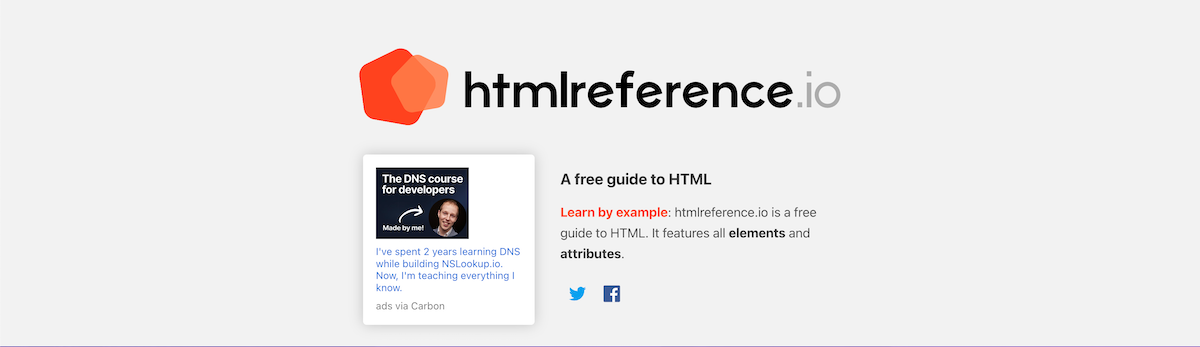 htmlreference.io
The DNS course
for developers
Made by me!
I've spent 2 years learning DNS
while building NSLookup.io.
Now, I'm teaching everything I
know.
ads via Carbon
A free guide to HTML
Learn by example: htmlreference.io is a free
guide to HTML. It features all elements and
attributes.